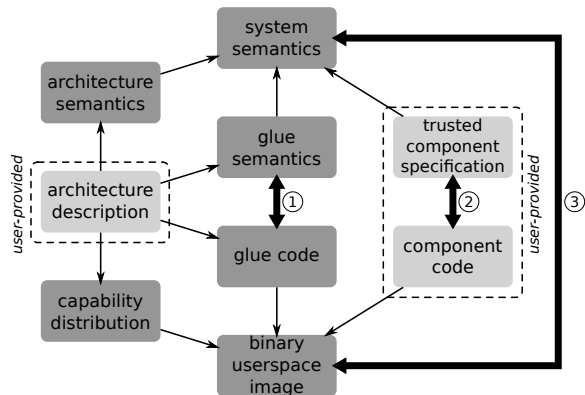 system
semantics
architecture
semantics
glue
semantics
trusted
component
specification
user-provided
architecture
description
①
②
user-provided
③
glue code
component
code
capability
distribution
binary
userspace
image